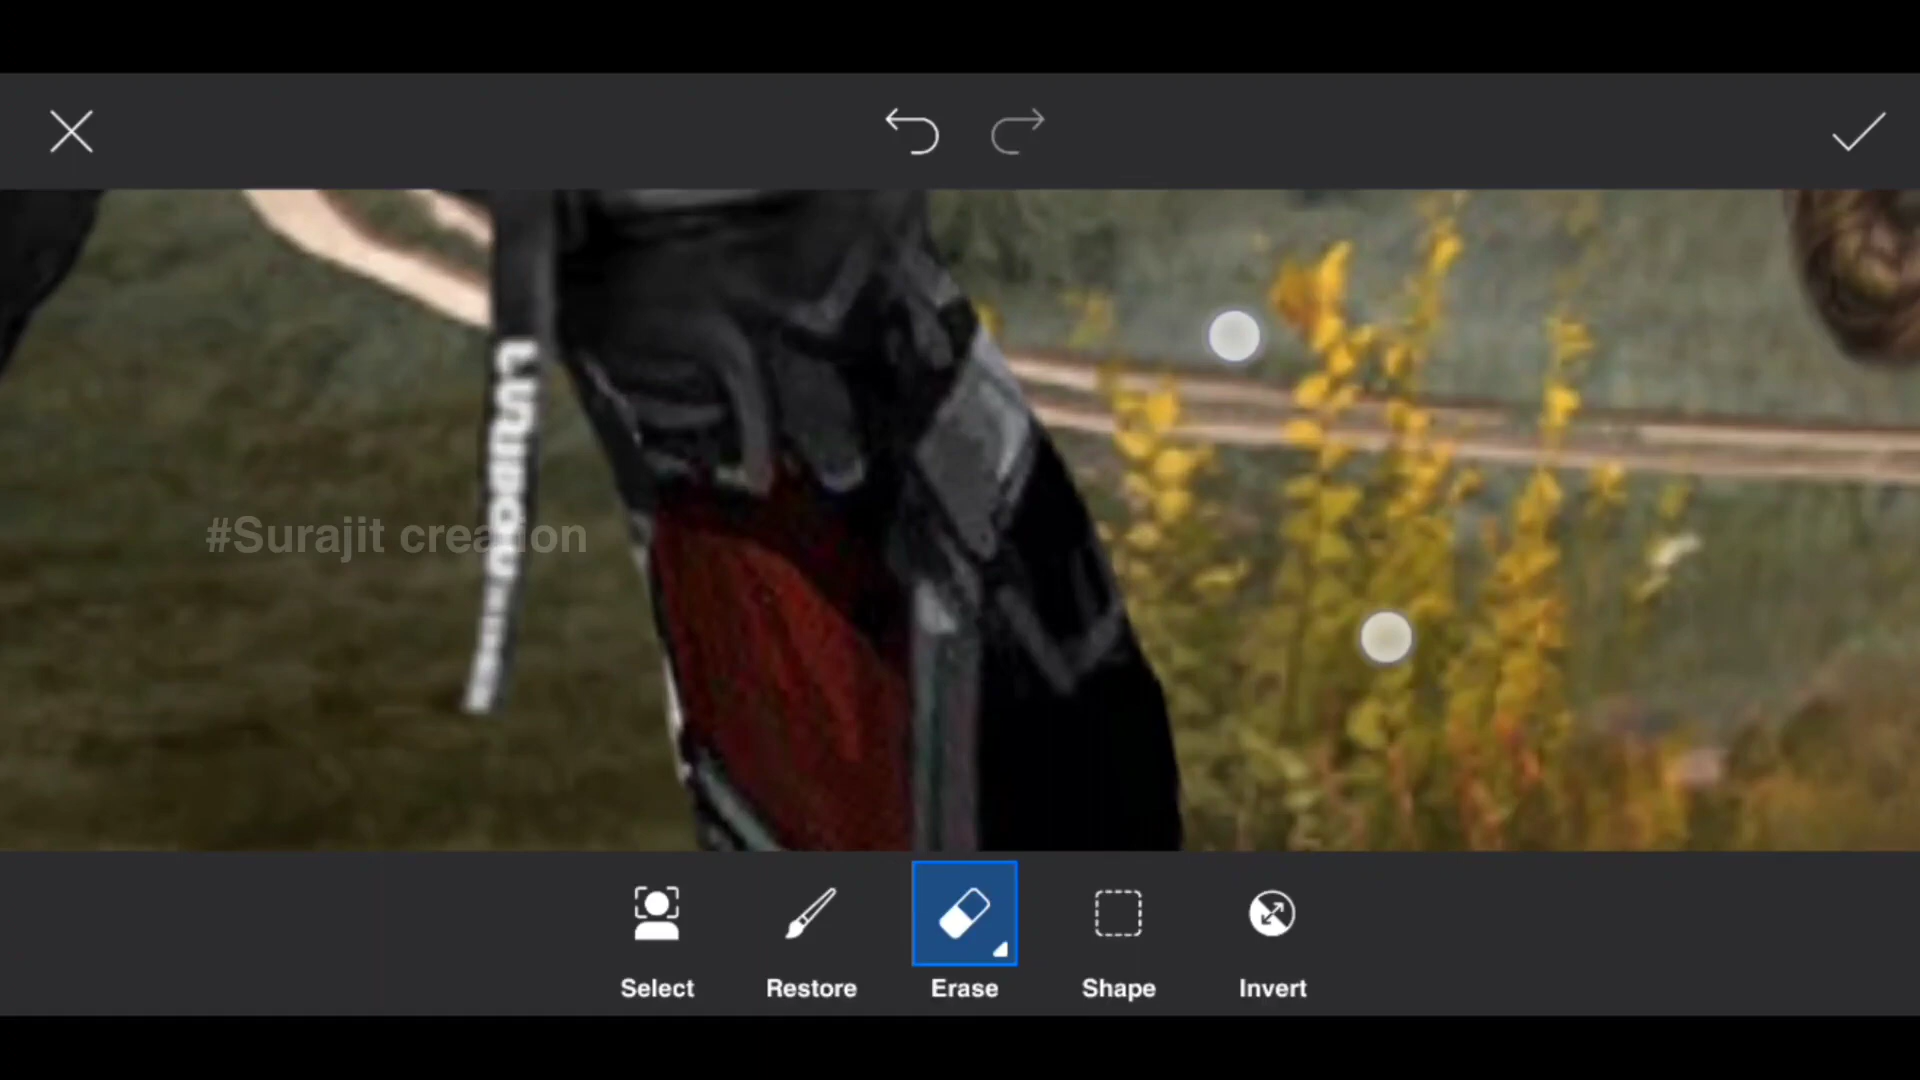 #Surajit creation
Select
Restore
Erase
Shape
Invert